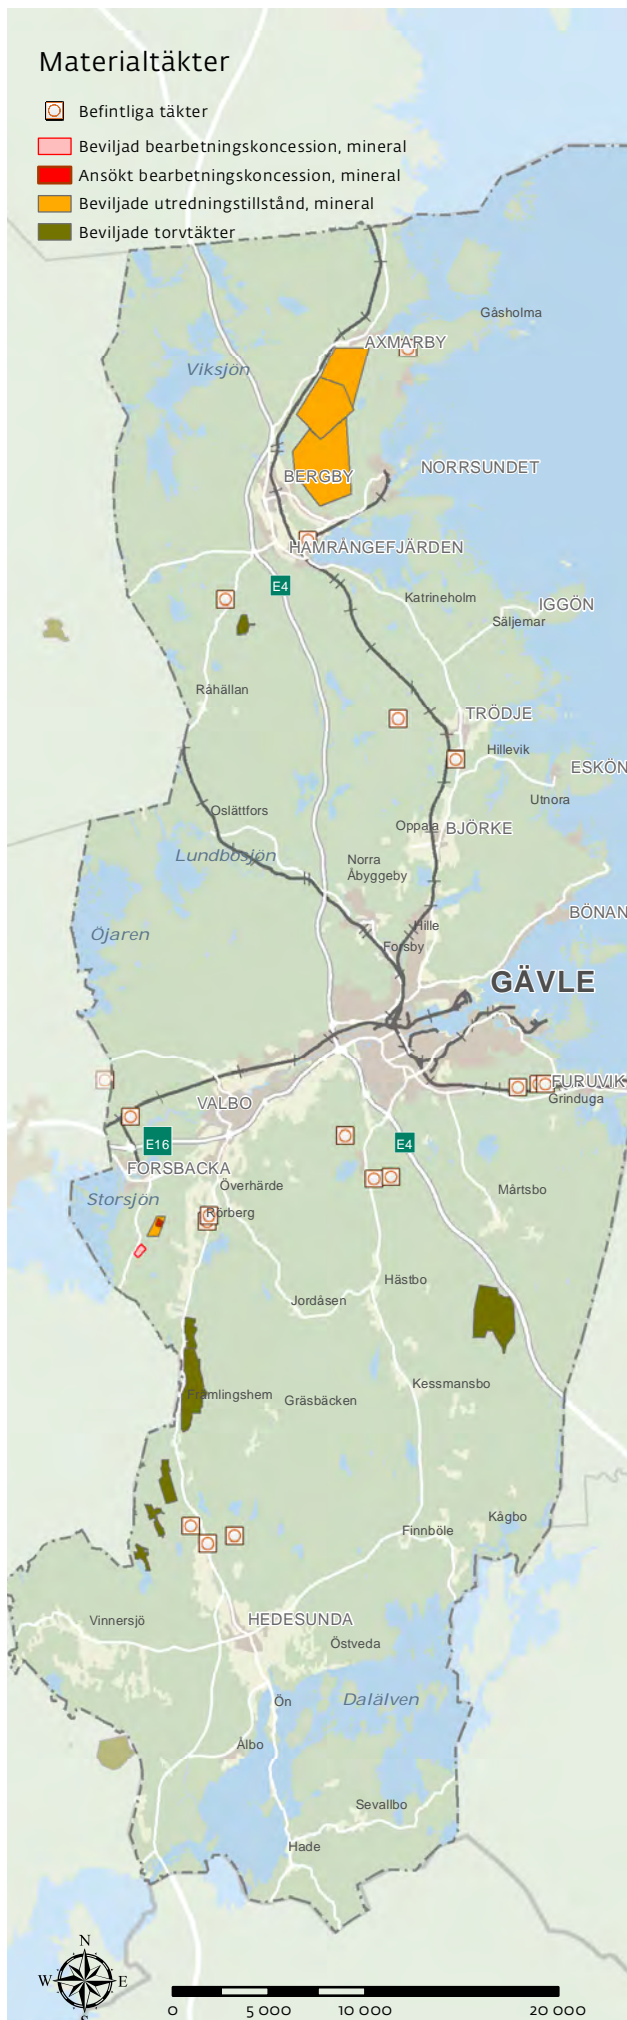 Materialtäkter
Befintliga täkter
Beviljad bearbetningskoncession, mineral
Ansökt bearbetningskoncession, mineral
Beviljade utredningstillstånd, mineral
Beviljade torvtäkter
Gåsholma
AXMARBY
Viksjön
NORRSUNDET
BERGBY
HAMRÅNGEFJÄRDEN
E4
Katrineholm
IGGÖN
Säljemar
Råhällan
TRÖDJE
Hillevik
ESKÖN
Utnora
Oslättfors
Oppala
BJÖRKE
Lundbosjön
Norra
Åbyggeby
BÖNAN
Hille
Öjaren
Forsby
GÄVLE
FURUVIK
Grinduga
VALBO
E16
E4
FORSBACKA
Överhärde
Mårtsbo
Storsjön
Rörberg
Hästbo
Jordåsen
Kessmansbo
Främlingshem
Gräsbäcken
Kågbo
Finnböle
Vinnersjö
HEDESUNDA
Östveda
Ön
Dalälven
Ålbo
Sevallbo
Hade
N
W
E
S
0
5 000
10 000
20 000